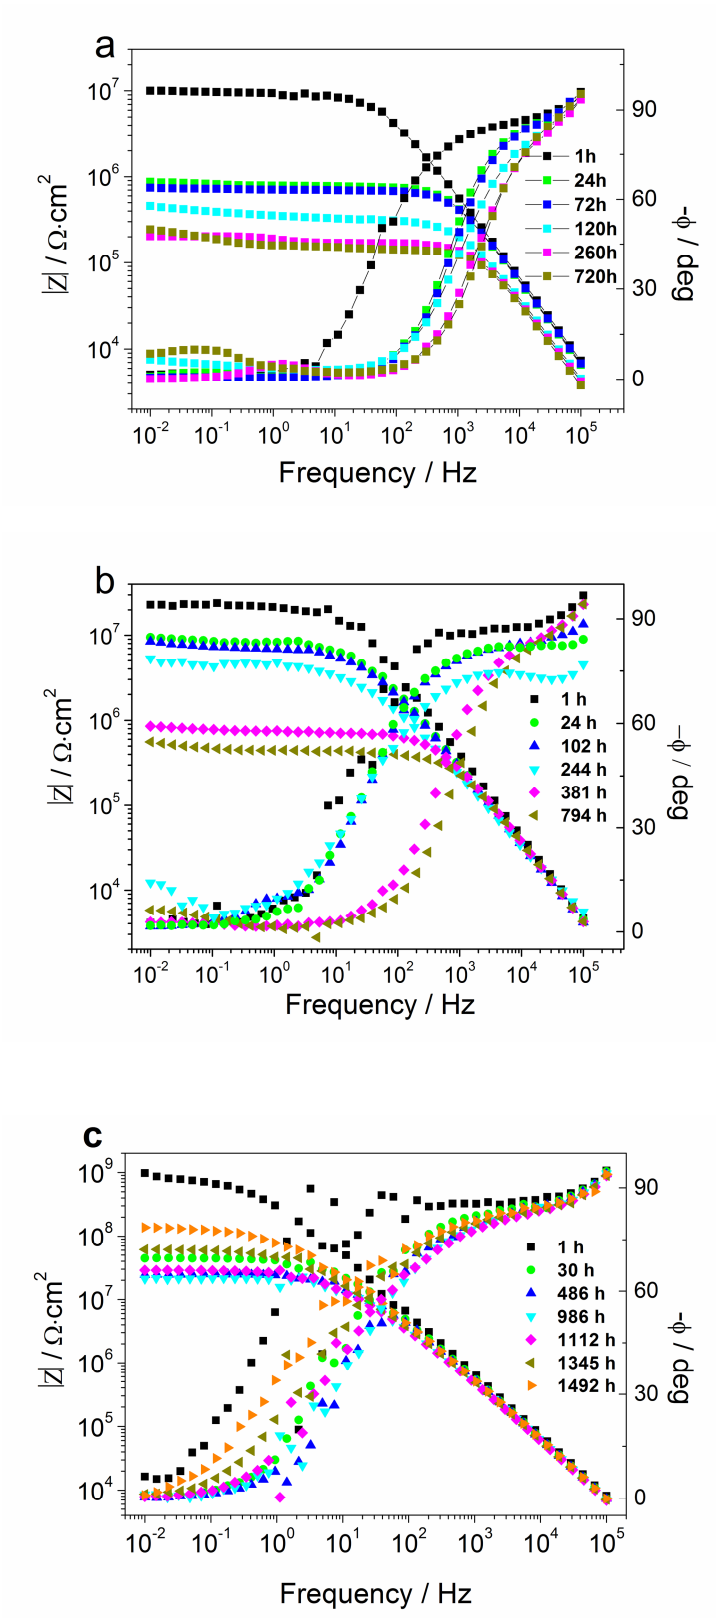 a
10^7
10^6
10^5
10^4
|Z| / Ω·cm^2
90
60
30
0
-ϕ / deg
1h
24h
72h
120h
260h
720h
10^-2 10^-1 10^0 10^1 10^2 10^3 10^4 10^5
Frequency / Hz
b
10^7
10^6
10^5
10^4
|Z| / Ω·cm^2
90
60
30
0
−ϕ / deg
1 h
24 h
102 h
244 h
381 h
794 h
10^-2 10^-1 10^0 10^1 10^2 10^3 10^4 10^5
Frequency / Hz
c
10^9
10^8
10^7
10^6
10^5
10^4
|Z| / Ω·cm^2
90
60
30
0
-ϕ / deg
1 h
30 h
486 h
986 h
1112 h
1345 h
1492 h
10^-2 10^-1 10^0 10^1 10^2 10^3 10^4 10^5
Frequency / Hz